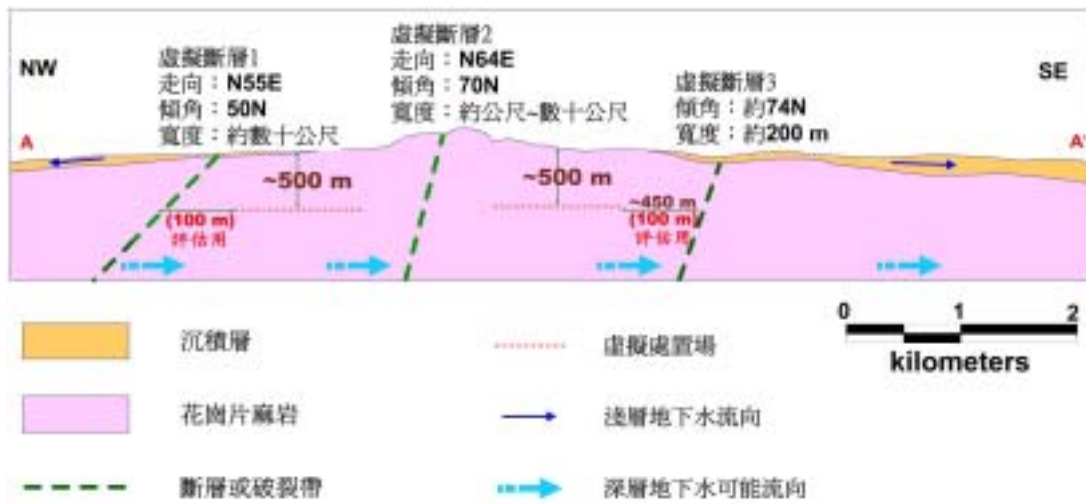 NW
虛擬斷層1
走向：N55E
傾角：50N
寬度：約數十公尺
虛擬斷層2
走向：N64E
傾角：70N
寬度：約公尺~數十公尺
虛擬斷層3
傾角：約74N
寬度：約200 m
SE
A
A'
~500 m
(100 m)
評估用
~500 m
~450 m
(100 m)
評估用
0 1 2
kilometers
沉積層
虛擬處置場
花崗片麻岩
淺層地下水流向
斷層或破裂帶
深層地下水可能流向